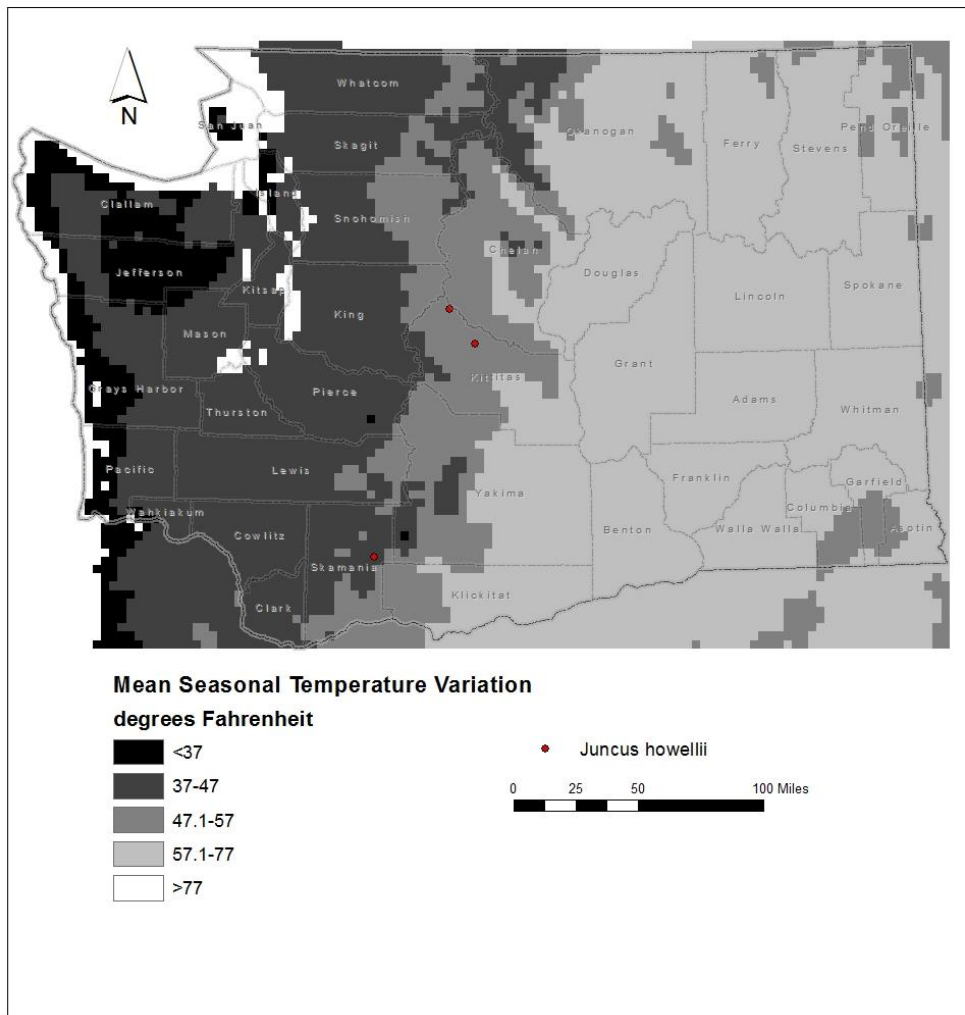 N
Whatcom
San Juan
Skagit
Okanogan
Ferry
Stevens
Pend Oreille
Island
Clallam
Snohomish
Chelan
Jefferson
Kitsap
Douglas
Lincoln
Spokane
King
Mason
Grant
Kittitas
Grays Harbor
Pierce
Thurston
Adams
Whitman
Pacific
Lewis
Yakima
Franklin
Garfield
Columbia
Wahkiakum
Cowlitz
Benton
Walla Walla
Asotin
Skamania
Clark
Klickitat
Mean Seasonal Temperature Variation
degrees Fahrenheit
<37
37-47
47.1-57
57.1-77
>77
Juncus howellii
0 25 50 100 Miles